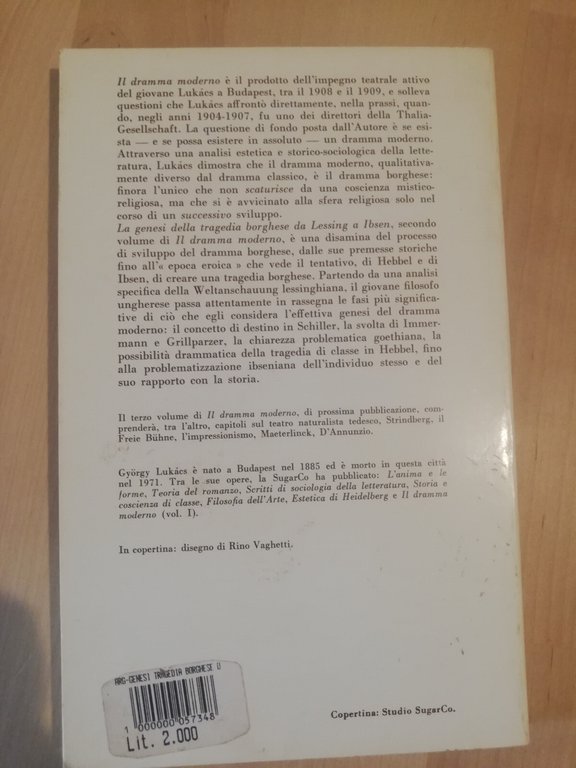 Il dramma moderno è il prodotto dell'impegno teatrale attivo
del giovane Lukács a Budapest, tra il 1908 e il 1909, e solleva
questioni che Lukács affrontò direttamente, nella prassi, quan-
do, negli anni 1904-1907, fu uno dei direttori della Thalia-
Gesellschaft. La questione di fondo posta dall'Autore è se esi-
sta — e se possa esistere in assoluto — un dramma moderno.
Attraverso una analisi estetica e storico-sociologica della lette-
ratura, Lukács dimostra che il dramma moderno, qualitativa-
mente diverso dal dramma classico, è il dramma borghese:
finora l'unico che non scaturisce da una coscienza mistico-
religiosa, ma che si è avvicinato alla sfera religiosa solo nel
corso di un successivo sviluppo.
La genesi della tragedia borghese da Lessing a Ibsen, secondo
volume di Il dramma moderno, è una disamina del processo
di sviluppo del dramma borghese, dalle sue premesse storiche
fino all'« epoca eroica » che vede il tentativo, di Hebbel e di
Ibsen, di creare una tragedia borghese. Partendo da una analisi
specifica della Weltanschauung lessinghiana, il giovane filosofo
ungherese passa attentamente in rassegna le fasi più significa-
tive di ciò che egli considera l'effettiva genesi del dramma
moderno: il concetto di destino in Schiller, la svolta di Immer-
mann e Grillparzer, la chiarezza problematica goethiana, la
possibilità drammatica della tragedia di classe in Hebbel, fino
alla problematizzazione ibseniana dell'individuo stesso e del
suo rapporto con la storia.
Il terzo volume di Il dramma moderno, di prossima pubblicazione, com-
prenderà, tra l'altro, capitoli sul teatro naturalista tedesco, Strindberg, il
Freie Bühne, l'impressionismo, Maeterlinck, D'Annunzio.
György Lukács è nato a Budapest nel 1885 ed è morto in questa città
nel 1971. Tra le sue opere, la SugarCo ha pubblicato: L'anima e le
forme, Teoria del romanzo, Scritti di sociologia della letteratura, Storia e
coscienza di classe, Filosofia dell'Arte, Estetica di Heidelberg e Il dramma
moderno (vol. I).
In copertina: disegno di Rino Vaghetti.
ARG-GENESI TRAGEDIA BORGHESE U
1 000000 057348
Lit. 2.000
Copertina: Studio SugarCo.